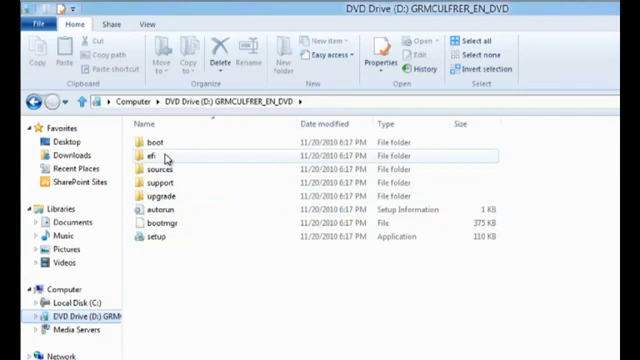 DVD Drive (D:) GRMCULFRER_EN_DVD
File Home Share View
Copy Paste Cut Copy path Paste shortcut
Move to Copy to Delete Rename
New folder New item Easy access
Properties Open Edit History
Select all Select none Invert selection
Clipboard Organize New Open Select
Computer DVD Drive (D:) GRMCULFRER_EN_DVD
Name Date modified Type Size
Favorites
Desktop
Downloads
Recent Places
SharePoint Sites
Libraries
Documents
Music
Pictures
Videos
Computer
Local Disk (C:)
DVD Drive (D:) GRM
Media Servers
Network
boot 11/20/2010 6:17 PM File folder
efi 11/20/2010 6:17 PM File folder
sources 11/20/2010 6:17 PM File folder
support 11/20/2010 6:17 PM File folder
upgrade 11/20/2010 6:17 PM File folder
autorun 11/20/2010 6:17 PM Setup Information 1 KB
bootmgr 11/20/2010 6:17 PM File 375 KB
setup 11/20/2010 6:17 PM Application 110 KB